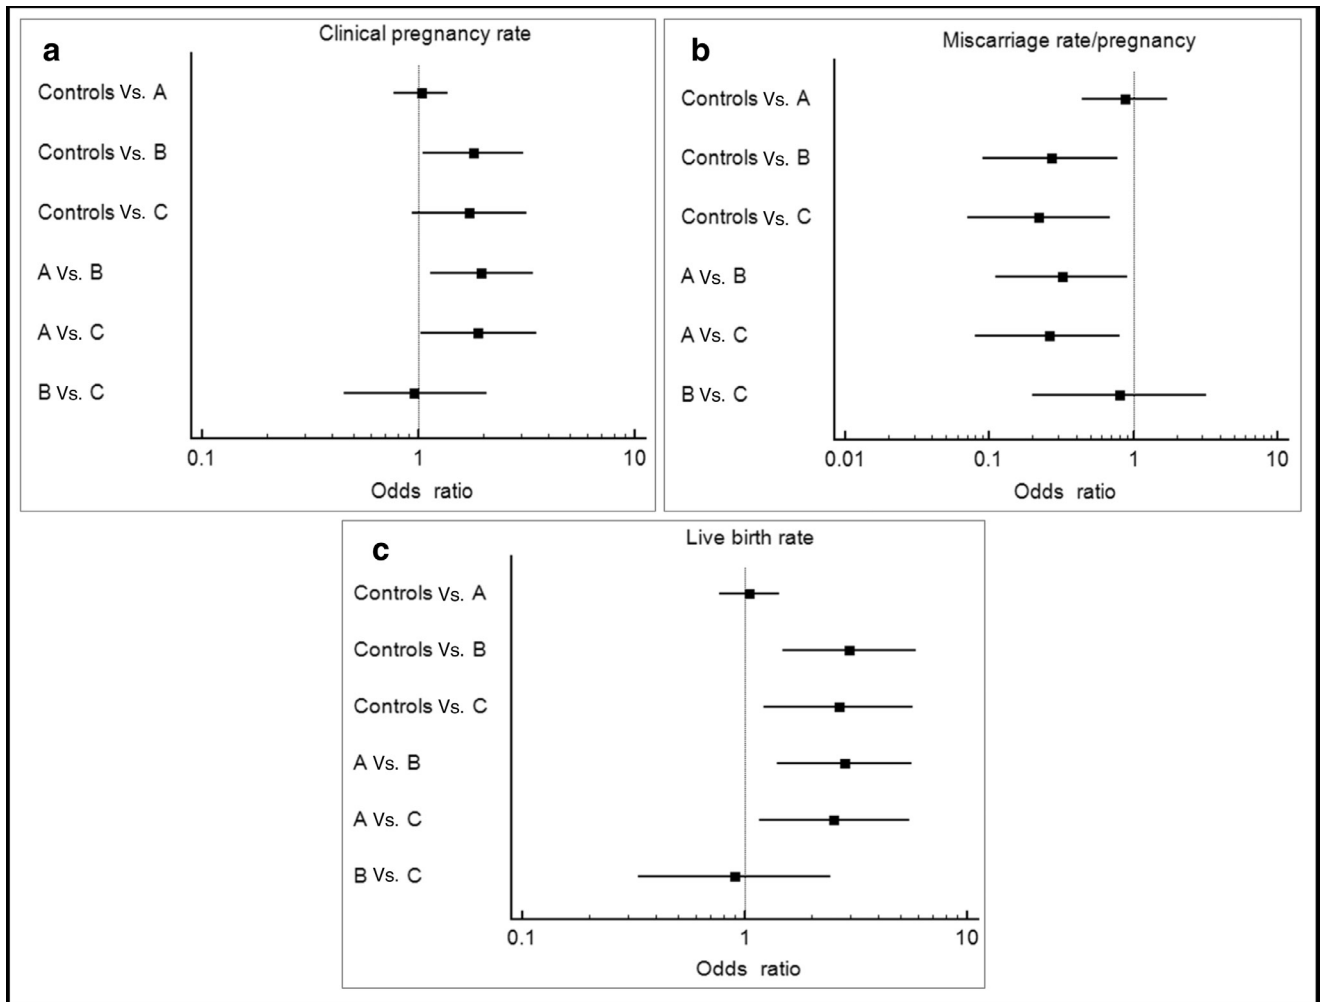 a
Clinical pregnancy rate
Controls Vs. A
Controls Vs. B
Controls Vs. C
A Vs. B
A Vs. C
B Vs. C
0.1 1 10
Odds ratio
b
Miscarriage rate/pregnancy
Controls Vs. A
Controls Vs. B
Controls Vs. C
A Vs. B
A Vs. C
B Vs. C
0.01 0.1 1 10
Odds ratio
c
Live birth rate
Controls Vs. A
Controls Vs. B
Controls Vs. C
A Vs. B
A Vs. C
B Vs. C
0.1 1 10
Odds ratio